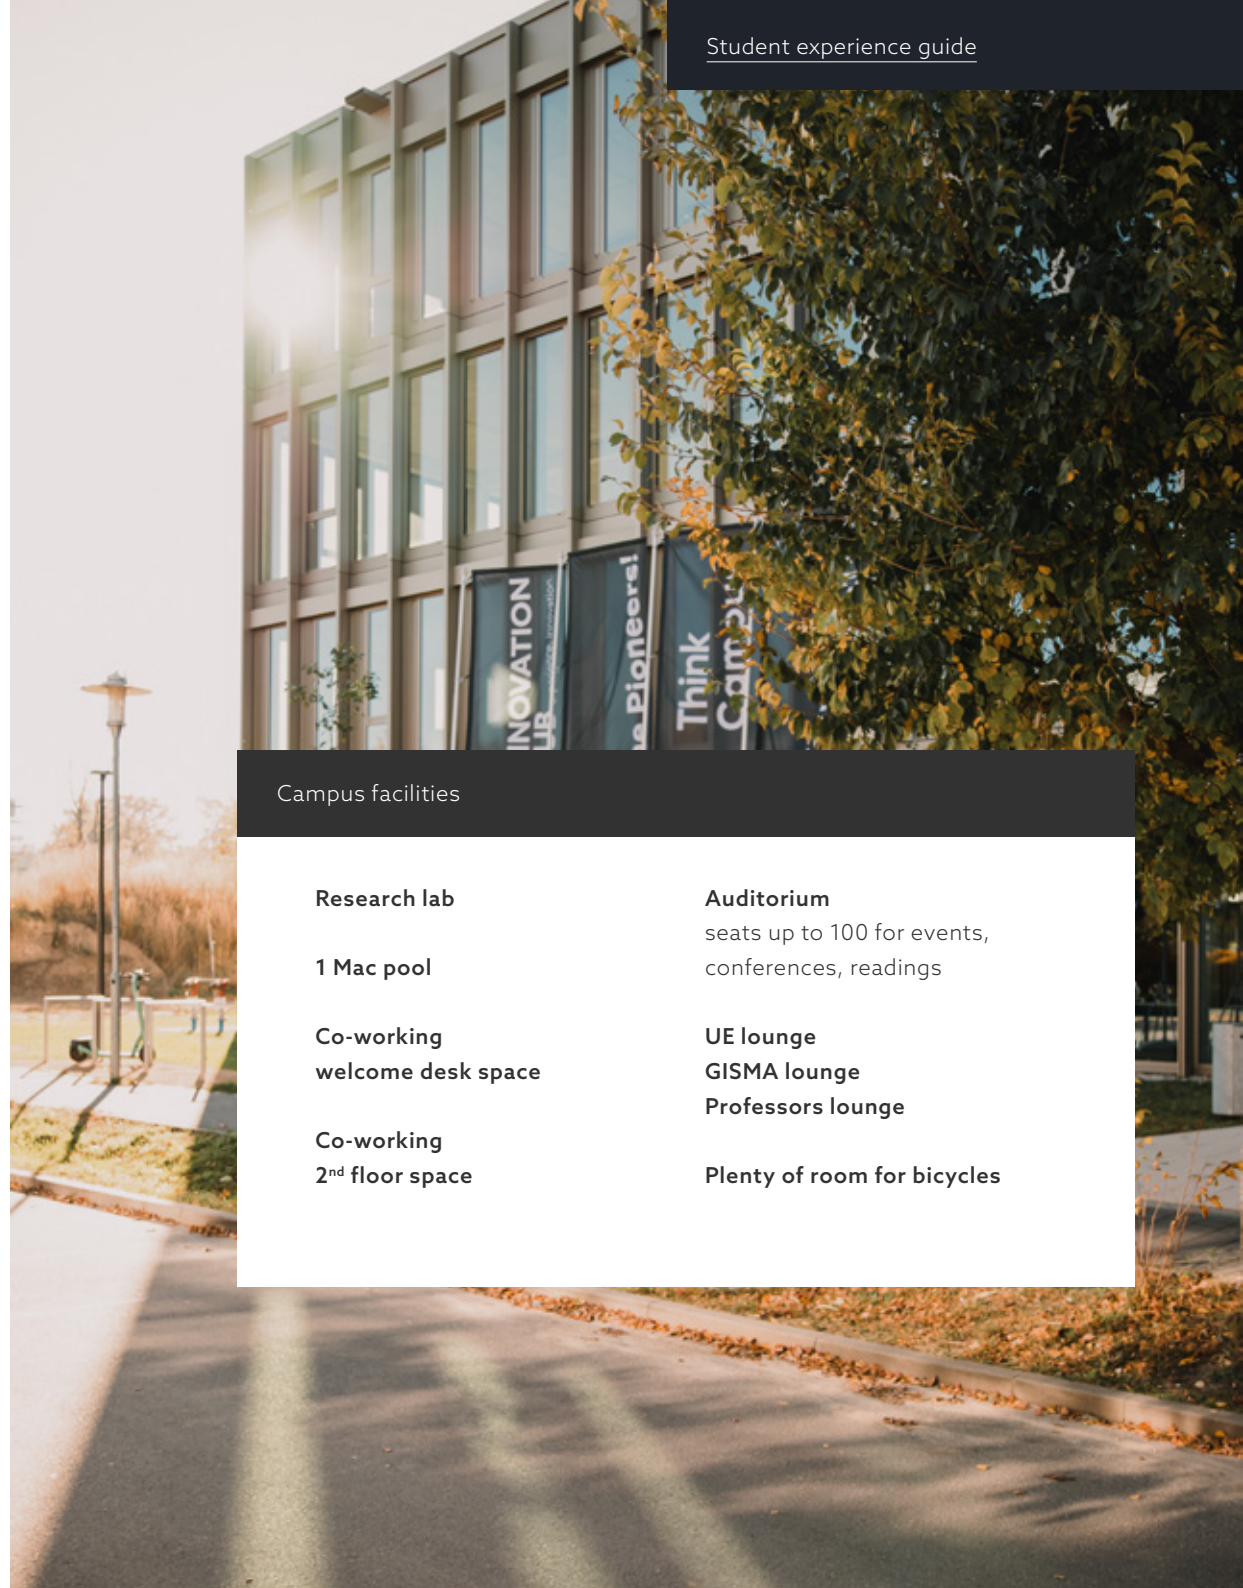 Student experience guide
INNOVATION
Pioneers!
Think
Campus facilities
Research lab
1 Mac pool
Co-working
welcome desk space
Co-working
2nd floor space
Auditorium
seats up to 100 for events,
conferences, readings
UE lounge
GISMA lounge
Professors lounge
Plenty of room for bicycles